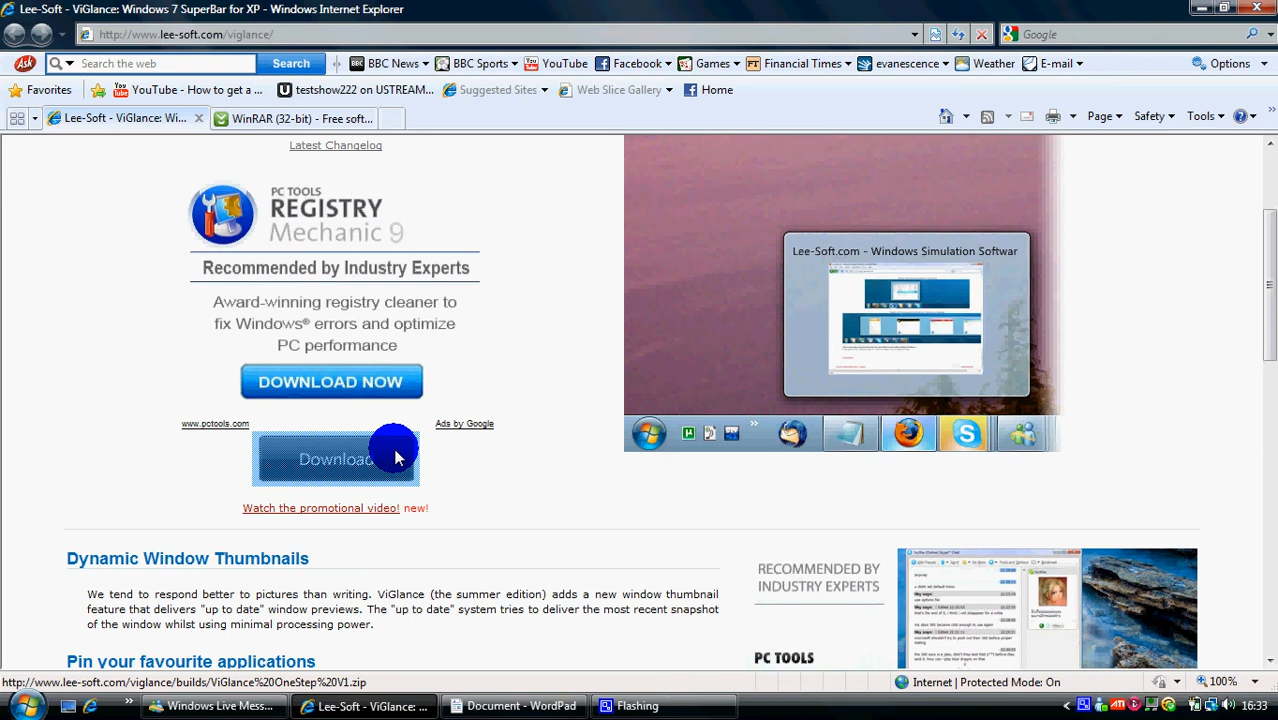 Lee-Soft - ViGlance: Windows 7 SuperBar for XP - Windows Internet Explorer
http://www.lee-soft.com/viglance/
Google
Ask
Search the web
Search
BBC News
BBC Sports
YouTube
Facebook
Games
Financial Times
evanescence
Weather
E-mail
Options
Favorites
YouTube - How to get a ...
testshow222 on USTREAM...
Suggested Sites
Web Slice Gallery
Home
Lee-Soft - ViGlance: Wi...
WinRAR (32-bit) - Free soft...
Page
Safety
Tools
Latest Changelog
PC TOOLS
REGISTRY
Mechanic 9
Recommended by Industry Experts
Award-winning registry cleaner to
fix Windows® errors and optimize
PC performance
DOWNLOAD NOW
www.pctools.com
Ads by Google
Download
Watch the promotional video! new!
Lee-Soft.com - Windows Simulation Softwar
Dynamic Window Thumbnails
We tend to respond better to pictures than writing. ViGlance (the superbar edition) has a new window thumbnail
feature that delivers "up to date" window previews. The "up to date" system tries to deliver the most recent snapshot
of the window whilst using minimum processing power.
Pin your favourite applications
RECOMMENDED BY
INDUSTRY EXPERTS
PC TOOLS
http://www.lee-soft.com/viglance/builds/ViGlance%20OneStep%20V1.zip
Internet | Protected Mode: On
100%
Windows Live Mess...
Lee-Soft - ViGlance: ...
Document - WordPad
Flashing
16:33